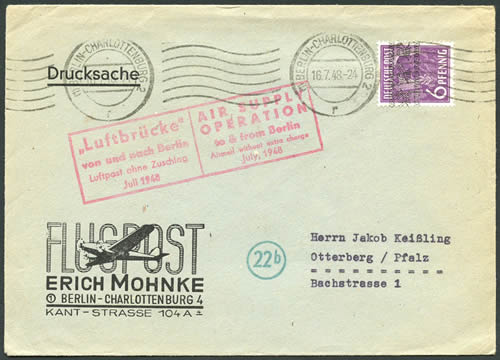 Drucksache
BERLIN-CHARLOTTENBURG 2
BERLIN-CHARLOTTENBURG 2
16.7.48.-24
r
r
DEUTSCHE POST
6 PFENNIG
„Luftbrücke"
von und nach Berlin
Luftpost ohne Zuschlag
Juli 1948
AIR SUPPLY
OPERATION
to & from Berlin
Airmail without extra charge
July, 1948
FLUGPOST
ERICH MOHNKE
① BERLIN-CHARLOTTENBURG 4
KANT-STRASSE 104A
22b
Herrn Jakob Keißling
Otterberg / Pfalz
Bachstrasse 1